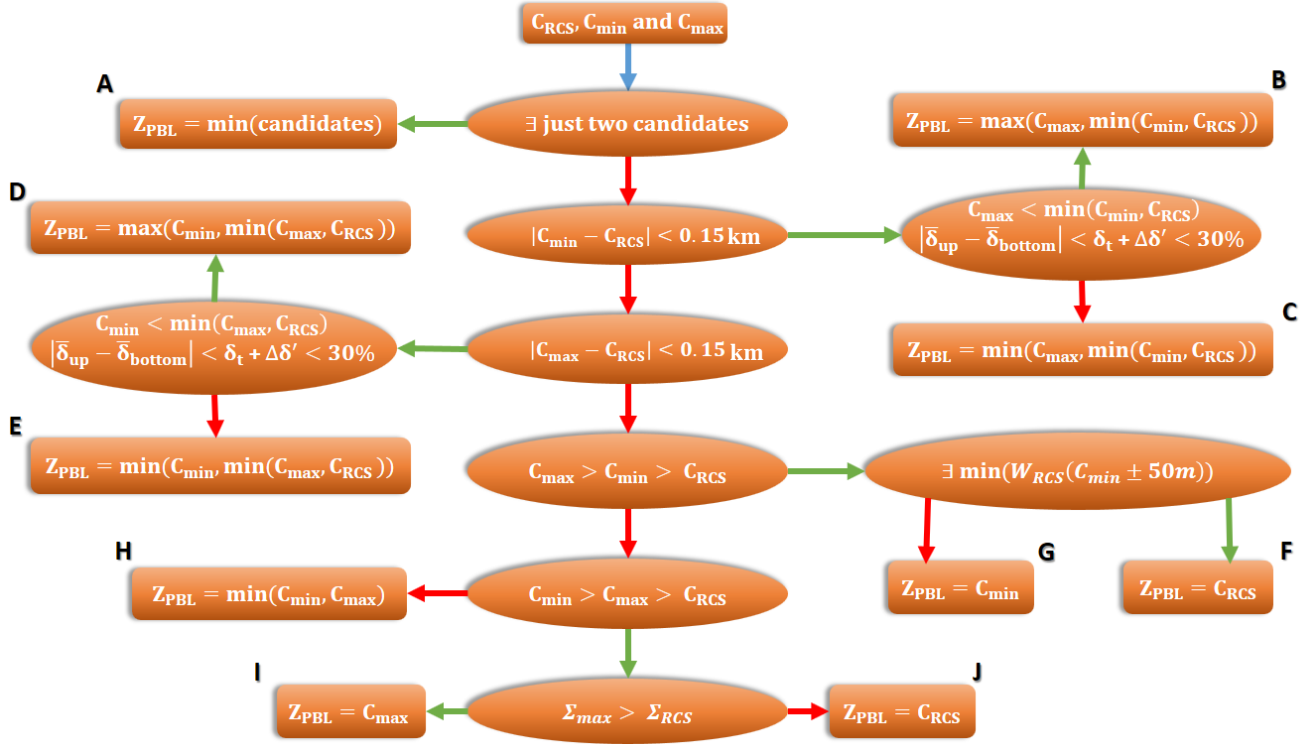 C_RCS, C_min and C_max
A
B
Z_PBL = min(candidates)
∃ just two candidates
Z_PBL = max(C_max, min(C_min, C_RCS))
D
Z_PBL = max(C_min, min(C_max, C_RCS))
|C_min − C_RCS| < 0.15 km
C_max < min(C_min, C_RCS)
|δ̅_up − δ̅_bottom| < δ_t + Δδ′ < 30%
C
C_min < min(C_max, C_RCS)
|δ̅_up − δ̅_bottom| < δ_t + Δδ′ < 30%
|C_max − C_RCS| < 0.15 km
Z_PBL = min(C_max, min(C_min, C_RCS))
E
Z_PBL = min(C_min, min(C_max, C_RCS))
C_max > C_min > C_RCS
∃ min(W_RCS(C_min ± 50m))
H
G
F
Z_PBL = min(C_min, C_max)
C_min > C_max > C_RCS
Z_PBL = C_min
Z_PBL = C_RCS
I
J
Z_PBL = C_max
Σ_max > Σ_RCS
Z_PBL = C_RCS